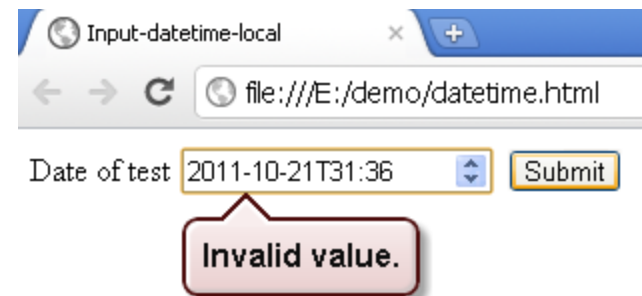 Input-datetime-local
file:///E:/demo/datetime.html
Date of test 2011-10-21T31:36 Submit
Invalid value.